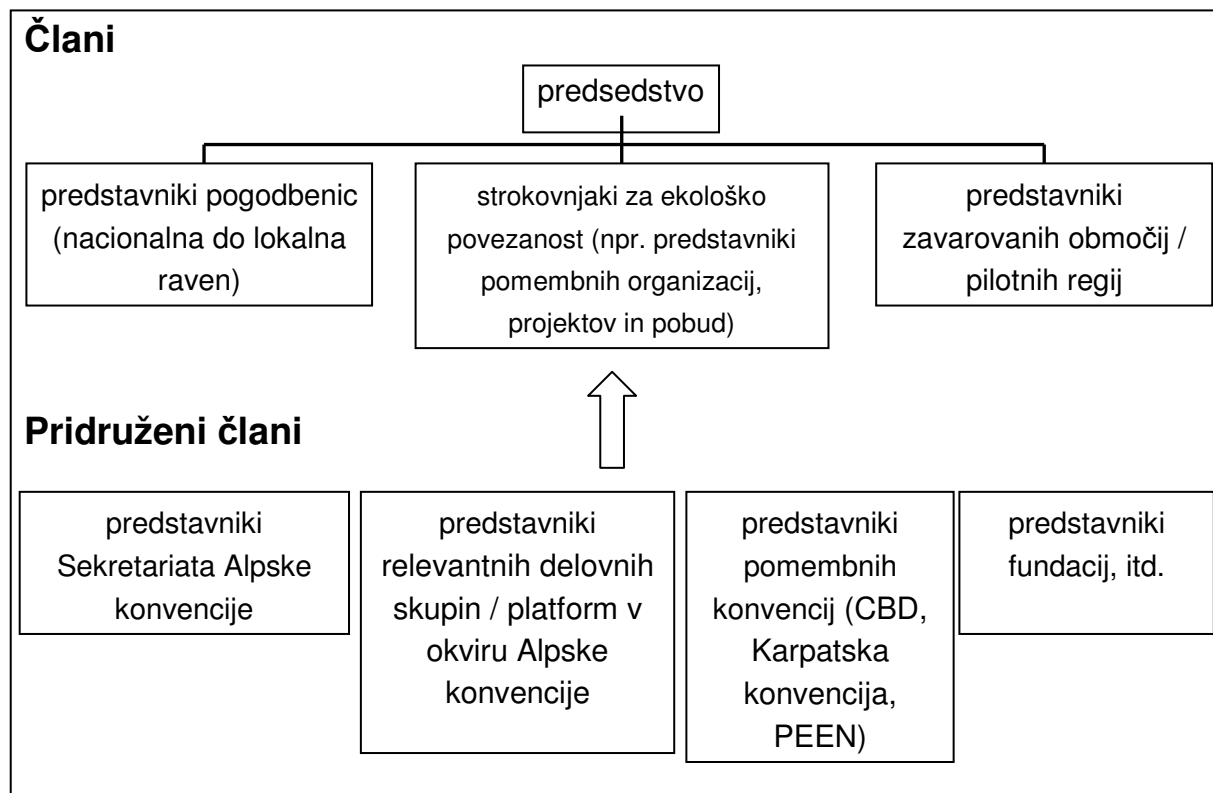 Člani
predsedstvo
predstavniki pogodbenic
(nacionalna do lokalna
raven)
strokovnjaki za ekološko
povezanost (npr. predstavniki
pomembnih organizacij,
projektov in pobud)
predstavniki
zavarovanih območij /
pilotnih regij
Pridruženi člani
predstavniki
Sekretariata Alpske
konvencije
predstavniki
relevantnih delovnih
skupin / platform v
okviru Alpske
konvencije
predstavniki
pomembnih
konvencij (CBD,
Karpatska
konvencija,
PEEN)
predstavniki
fundacij, itd.